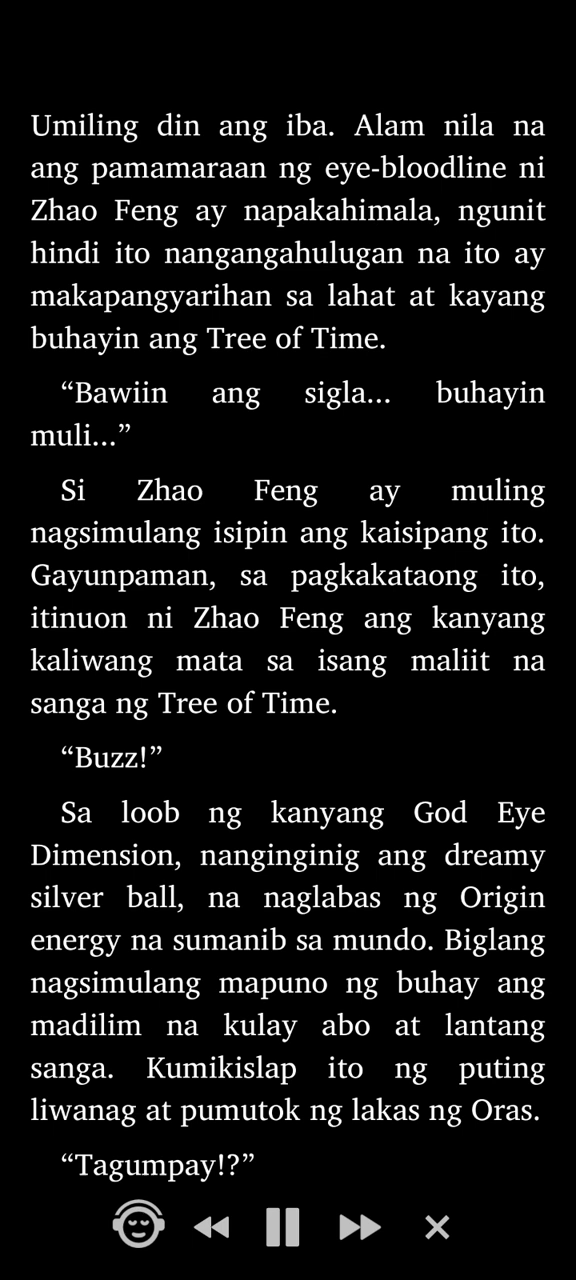 Umiling din ang iba. Alam nila na
ang pamamaraan ng eye-bloodline ni
Zhao Feng ay napakahimala, ngunit
hindi ito nangangahulugan na ito ay
makapangyarihan sa lahat at kayang
buhayin ang Tree of Time.
“Bawiin ang sigla... buhayin
muli...”
Si Zhao Feng ay muling
nagsimulang isipin ang kaisipang ito.
Gayunpaman, sa pagkakataong ito,
itinuon ni Zhao Feng ang kanyang
kaliwang mata sa isang maliit na
sanga ng Tree of Time.
“Buzz!”
Sa loob ng kanyang God Eye
Dimension, nanginginig ang dreamy
silver ball, na naglabas ng Origin
energy na sumanib sa mundo. Biglang
nagsimulang mapuno ng buhay ang
madilim na kulay abo at lantang
sanga. Kumikislap ito ng puting
liwanag at pumutok ng lakas ng Oras.
“Tagumpay!?”